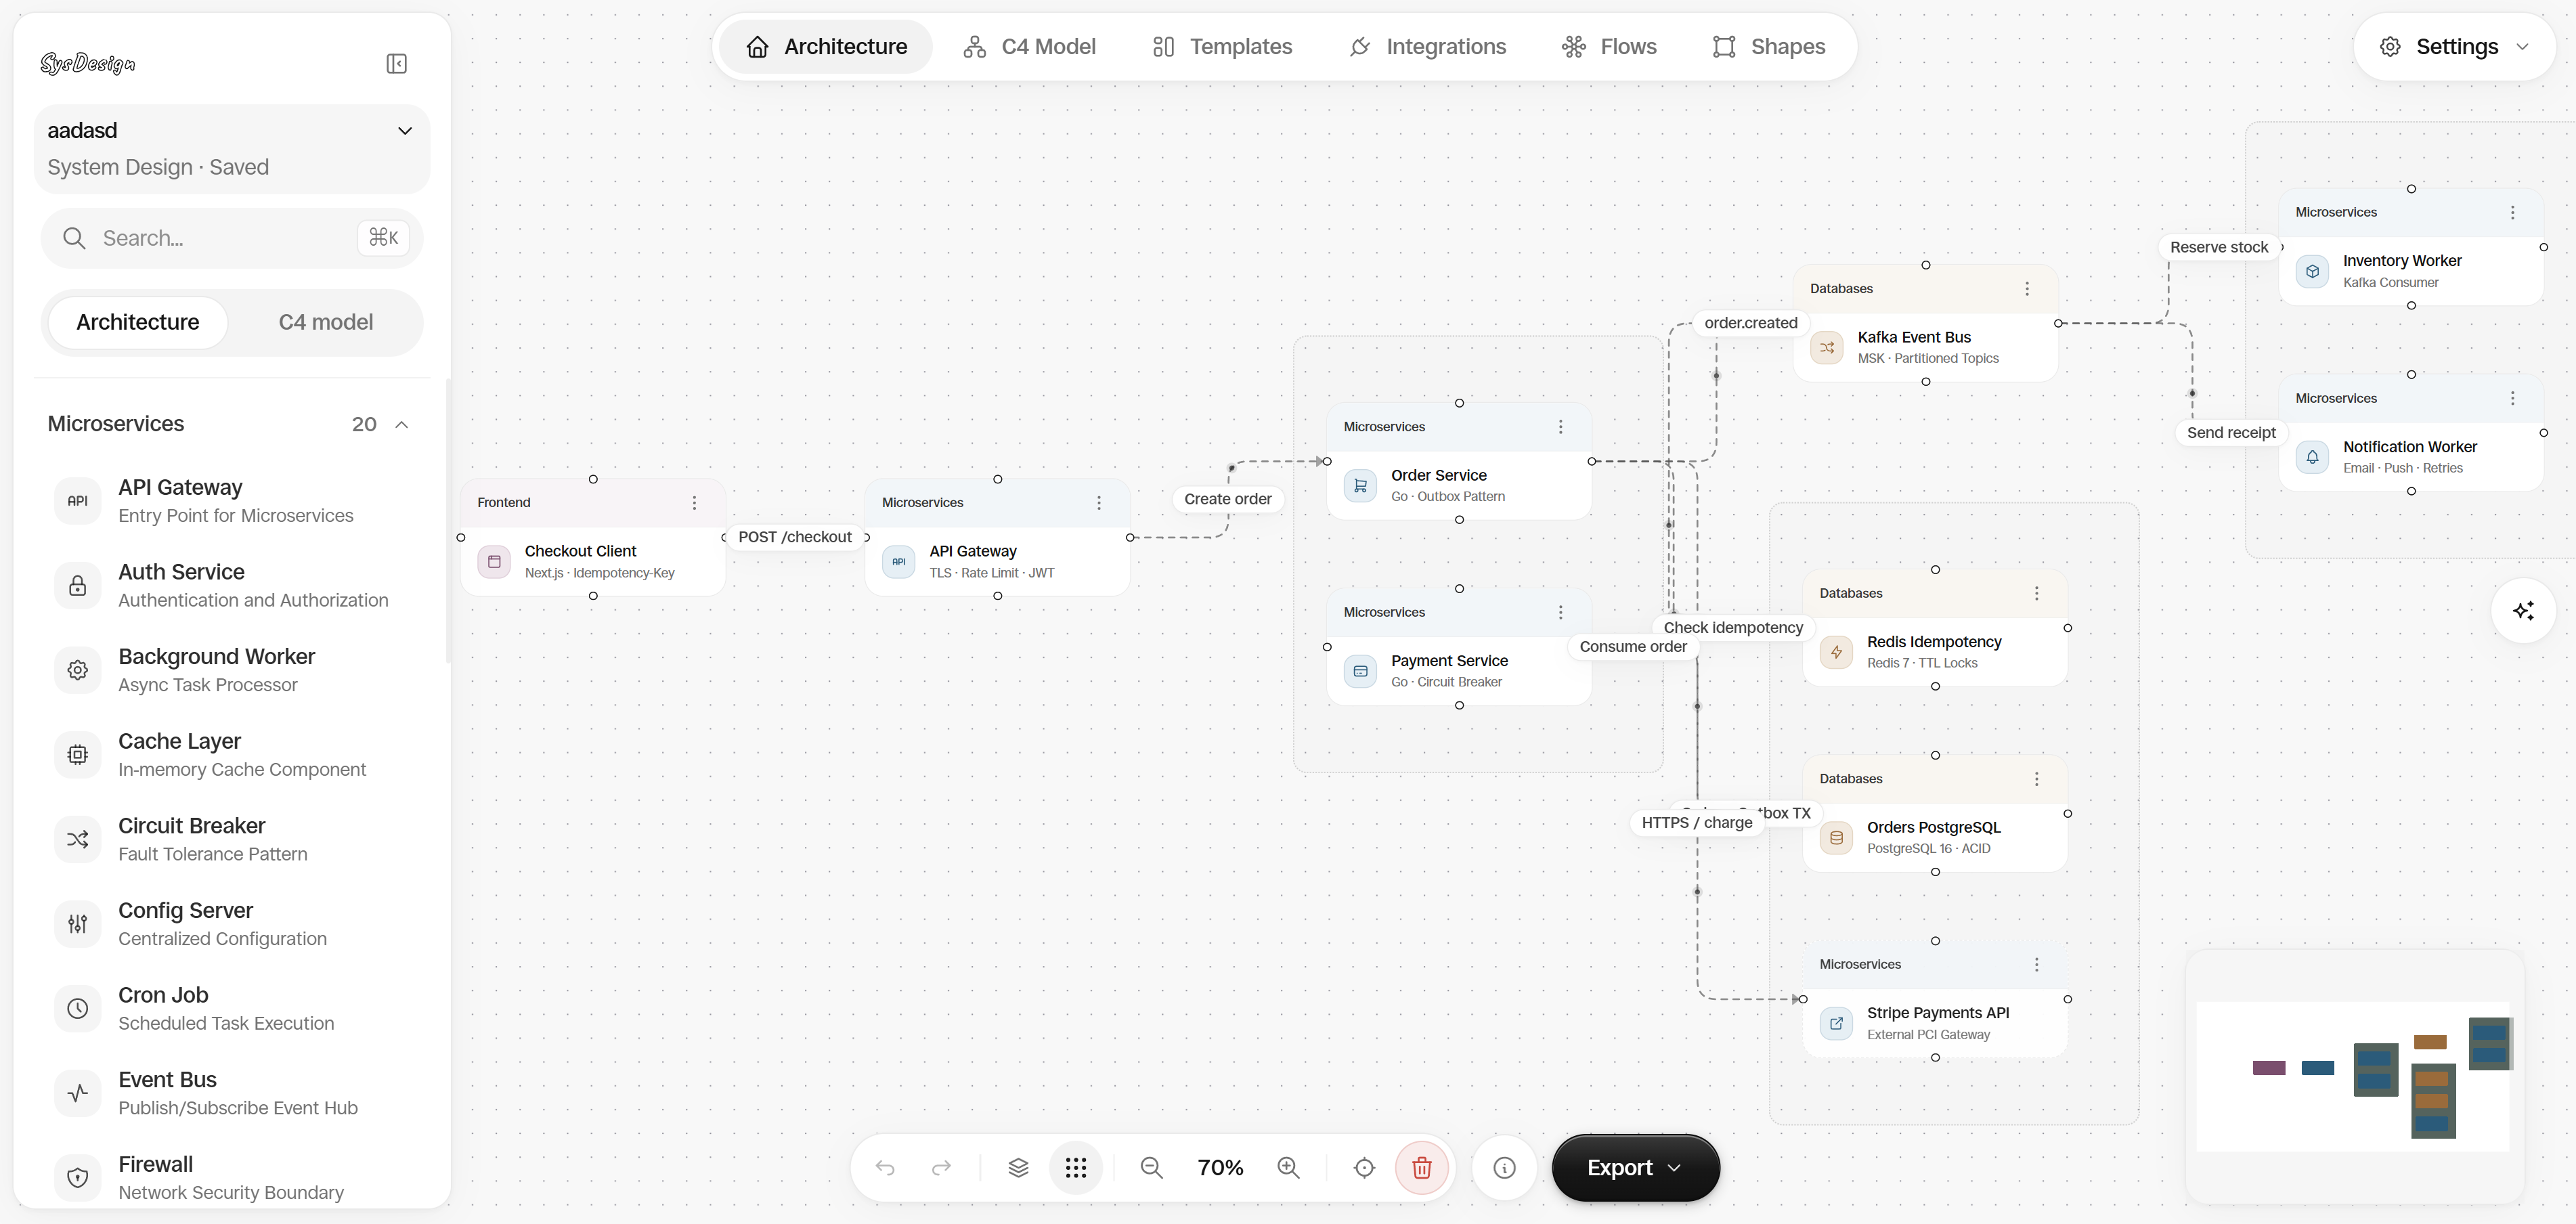 SysDesign
aadasd
System Design · Saved
Search...
⌘K
Architecture
C4 model
Microservices
20
API
API Gateway
Entry Point for Microservices
Auth Service
Authentication and Authorization
Background Worker
Async Task Processor
Cache Layer
In-memory Cache Component
Circuit Breaker
Fault Tolerance Pattern
Config Server
Centralized Configuration
Cron Job
Scheduled Task Execution
Event Bus
Publish/Subscribe Event Hub
Firewall
Network Security Boundary
Architecture
C4 Model
Templates
Integrations
Flows
Shapes
Settings
Frontend
Checkout Client
Next.js · Idempotency-Key
POST /checkout
Microservices
API
API Gateway
TLS · Rate Limit · JWT
Create order
Microservices
Order Service
Go · Outbox Pattern
Microservices
Payment Service
Go · Circuit Breaker
order.created
Databases
Kafka Event Bus
MSK · Partitioned Topics
Reserve stock
Send receipt
Microservices
Inventory Worker
Kafka Consumer
Microservices
Notification Worker
Email · Push · Retries
Check idempotency
Consume order
Databases
Redis Idempotency
Redis 7 · TTL Locks
TX
HTTPS / charge
Databases
Orders PostgreSQL
PostgreSQL 16 · ACID
Microservices
Stripe Payments API
External PCI Gateway
70%
Export